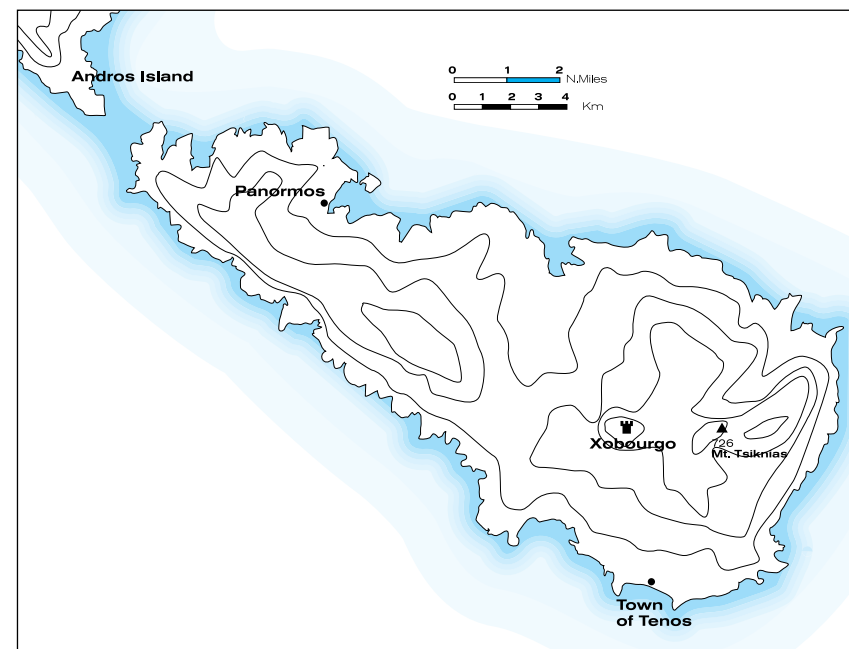 Andros Island
0 1 2
N.Miles
0 1 2 3 4
Km
Panormos
Xobourgo
726
Mt. Tsiknias
Town
of Tenos